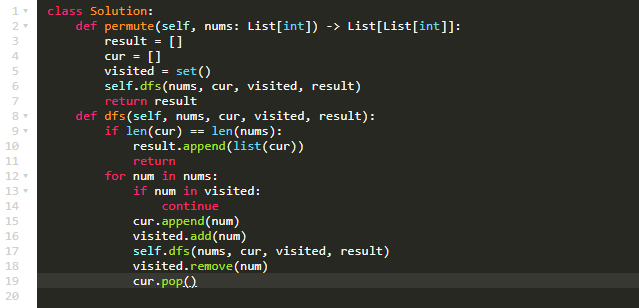 1 class Solution:
2     def permute(self, nums: List[int]) -> List[List[int]]:
3         result = []
4         cur = []
5         visited = set()
6         self.dfs(nums, cur, visited, result)
7         return result
8     def dfs(self, nums, cur, visited, result):
9         if len(cur) == len(nums):
10             result.append(list(cur))
11             return
12         for num in nums:
13             if num in visited:
14                 continue
15             cur.append(num)
16             visited.add(num)
17             self.dfs(nums, cur, visited, result)
18             visited.remove(num)
19             cur.pop()
20